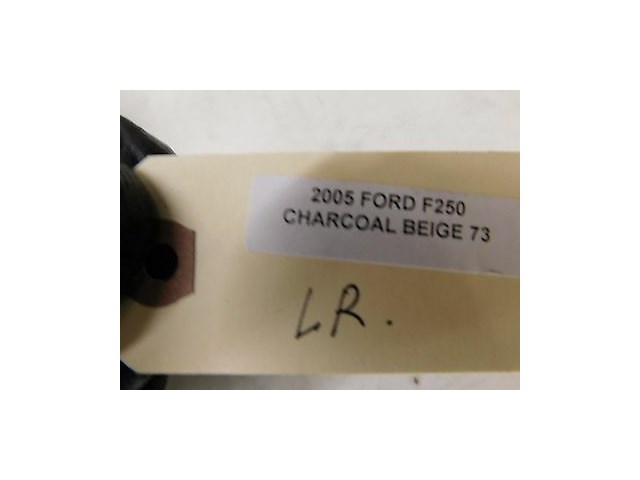 2005 FORD F250
CHARCOAL BEIGE 73
LR.